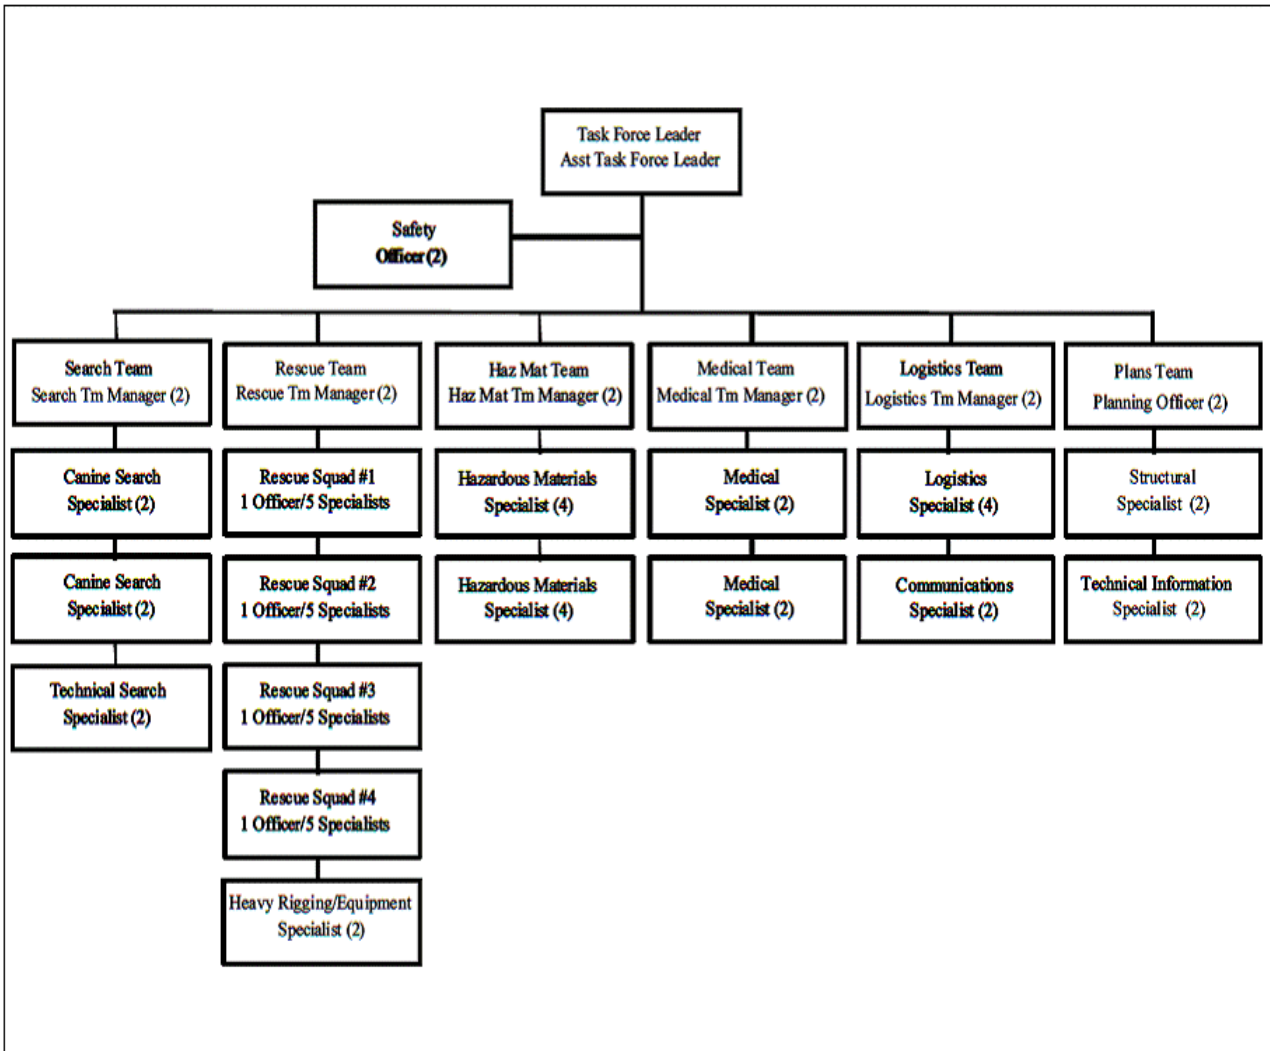 Task Force Leader
Asst Task Force Leader
Safety
Officer (2)
Search Team
Search Tm Manager (2)
Rescue Team
Rescue Tm Manager (2)
Haz Mat Team
Haz Mat Tm Manager (2)
Medical Team
Medical Tm Manager (2)
Logistics Team
Logistics Tm Manager (2)
Plans Team
Planning Officer (2)
Canine Search
Specialist (2)
Rescue Squad #1
1 Officer/5 Specialists
Hazardous Materials
Specialist (4)
Medical
Specialist (2)
Logistics
Specialist (4)
Structural
Specialist (2)
Canine Search
Specialist (2)
Rescue Squad #2
1 Officer/5 Specialists
Hazardous Materials
Specialist (4)
Medical
Specialist (2)
Communications
Specialist (2)
Technical Information
Specialist (2)
Technical Search
Specialist (2)
Rescue Squad #3
1 Officer/5 Specialists
Rescue Squad #4
1 Officer/5 Specialists
Heavy Rigging/Equipment
Specialist (2)